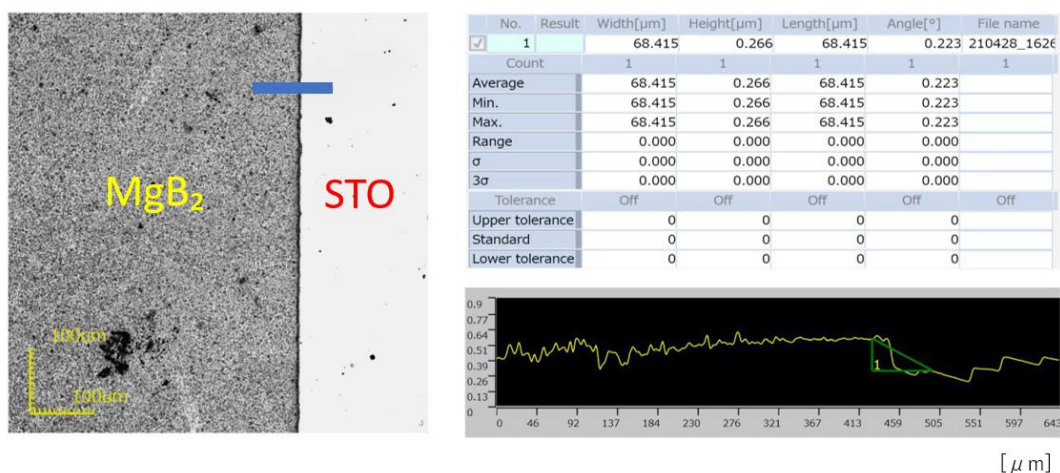 MgB₂
STO
100um
100um
No. Result Width[μm] Height[μm] Length[μm] Angle[°] File name
1 68.415 0.266 68.415 0.223 210428_1626
Count 1 1 1 1 1
Average 68.415 0.266 68.415 0.223
Min. 68.415 0.266 68.415 0.223
Max. 68.415 0.266 68.415 0.223
Range 0.000 0.000 0.000 0.000
σ 0.000 0.000 0.000 0.000
3σ 0.000 0.000 0.000 0.000
Tolerance Off Off Off Off Off
Upper tolerance 0 0 0 0
Standard 0 0 0 0
Lower tolerance 0 0 0 0
0.9
0.77
0.64
0.51
0.39
0.26
0.13
0
1
0 46 92 137 184 230 276 321 367 413 459 505 551 597 643
[μm]